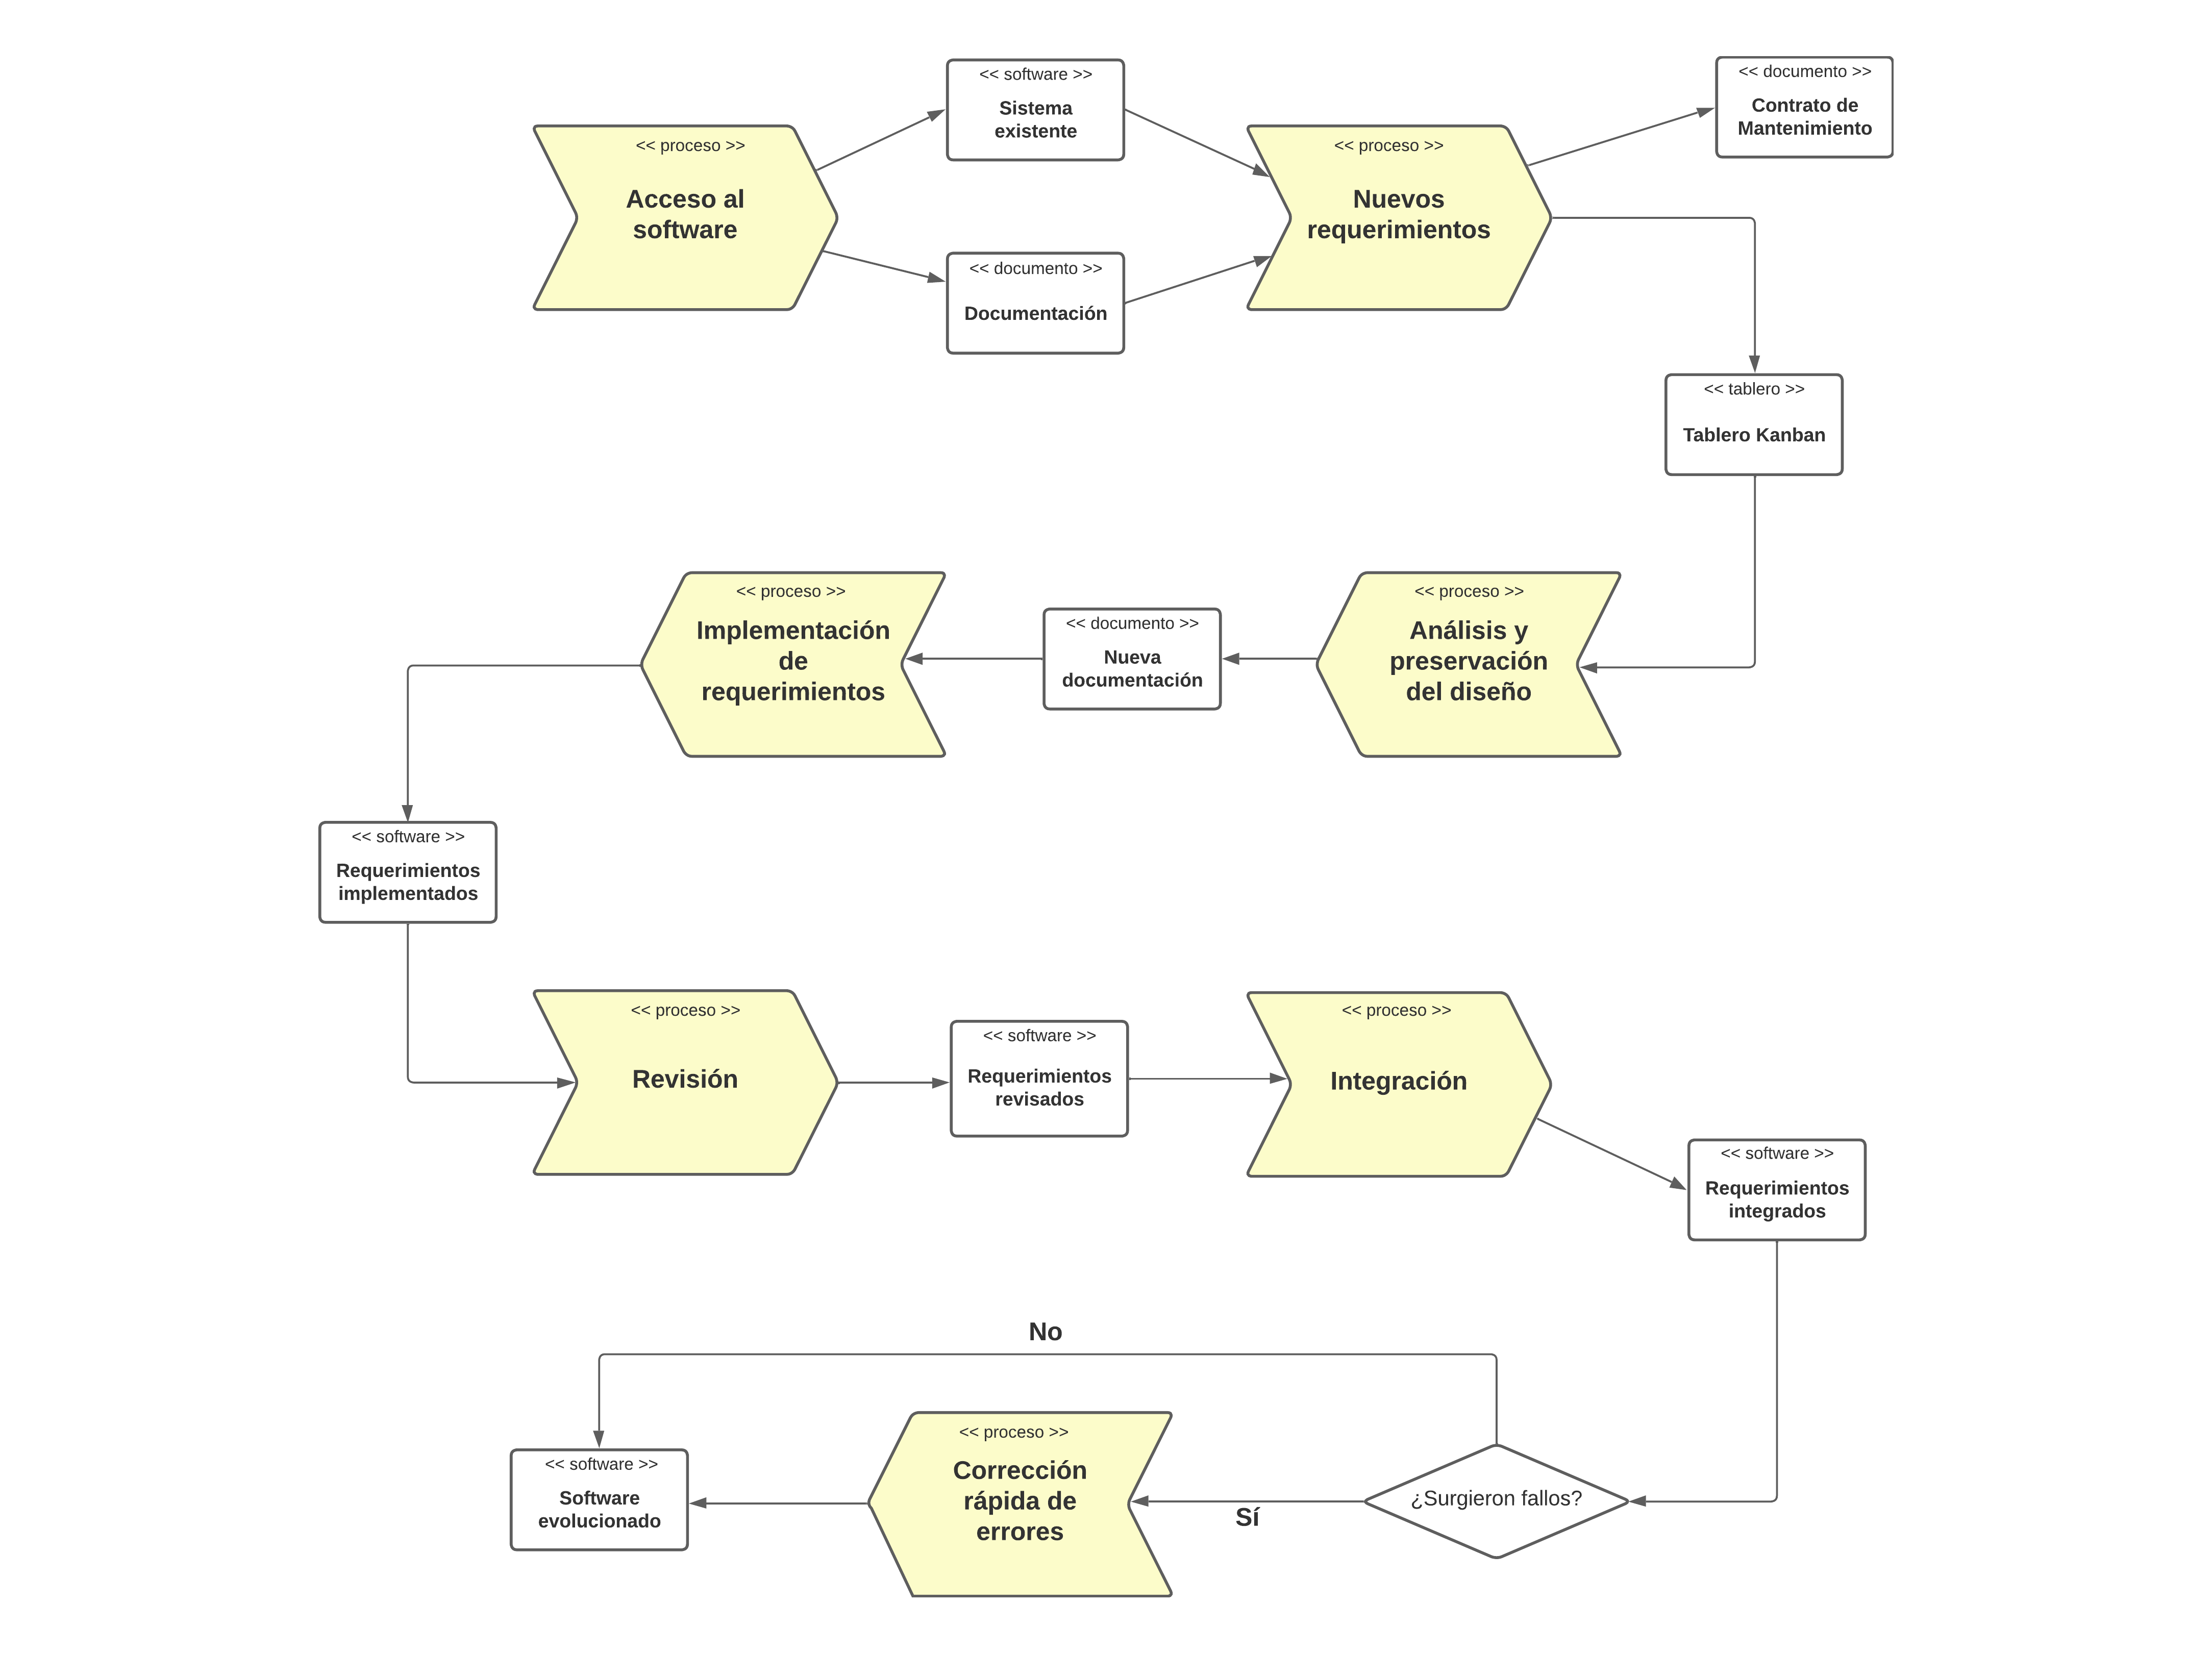 << proceso >>
Acceso al
software
<< software >>
Sistema
existente
<< documento >>
Documentación
<< proceso >>
Nuevos
requerimientos
<< documento >>
Contrato de
Mantenimiento
<< tablero >>
Tablero Kanban
<< proceso >>
Análisis y
preservación
del diseño
<< documento >>
Nueva
documentación
<< proceso >>
Implementación
de
requerimientos
<< software >>
Requerimientos
implementados
<< proceso >>
Revisión
<< software >>
Requerimientos
revisados
<< proceso >>
Integración
<< software >>
Requerimientos
integrados
¿Surgieron fallos?
No
Sí
<< proceso >>
Corrección
rápida de
errores
<< software >>
Software
evolucionado